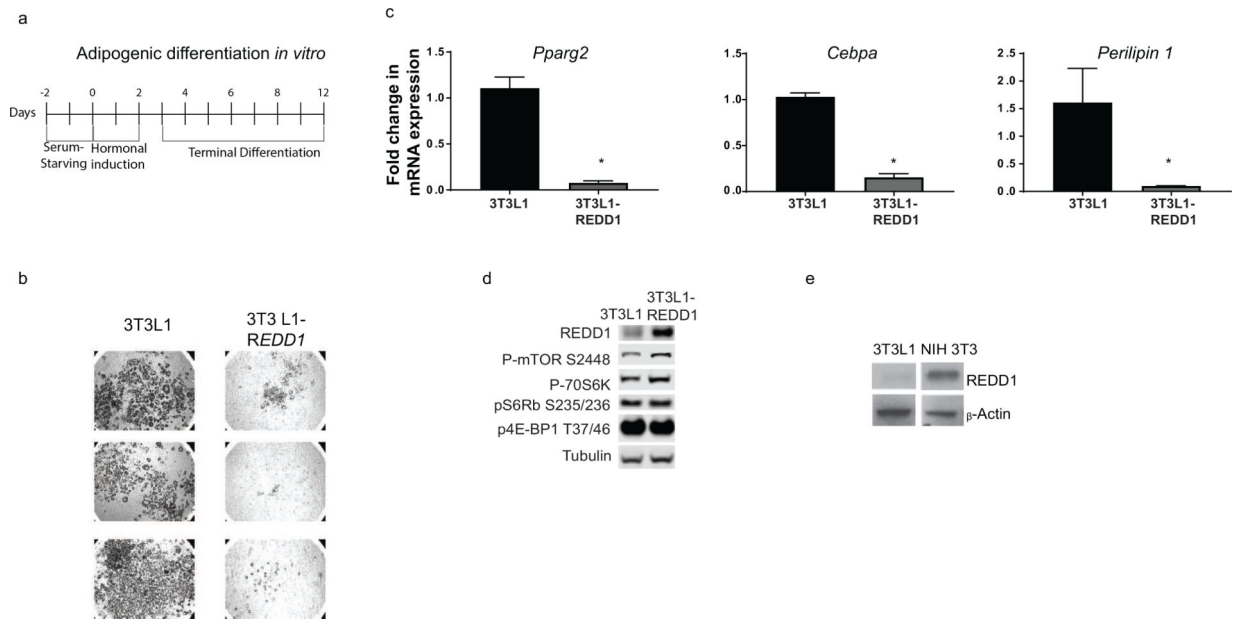 a
Adipogenic differentiation in vitro
-2 0 2 4 6 8 10 12
Days
Serum-
Starving
Hormonal
induction
Terminal Differentiation
c
Fold change in
mRNA expression
Pparg2
1.5
1.0
0.5
0.0
*
3T3L1
3T3L1-
REDD1
Cebpa
1.5
1.0
0.5
0.0
*
3T3L1
3T3L1-
REDD1
Perilipin 1
2.5
2.0
1.5
1.0
0.5
0.0
*
3T3L1
3T3L1-
REDD1
b
3T3L1
3T3 L1-
REDD1
d
3T3L1
3T3L1-
REDD1
REDD1
P-mTOR S2448
P-70S6K
pS6Rb S235/236
p4E-BP1 T37/46
Tubulin
e
3T3L1 NIH 3T3
REDD1
β-Actin